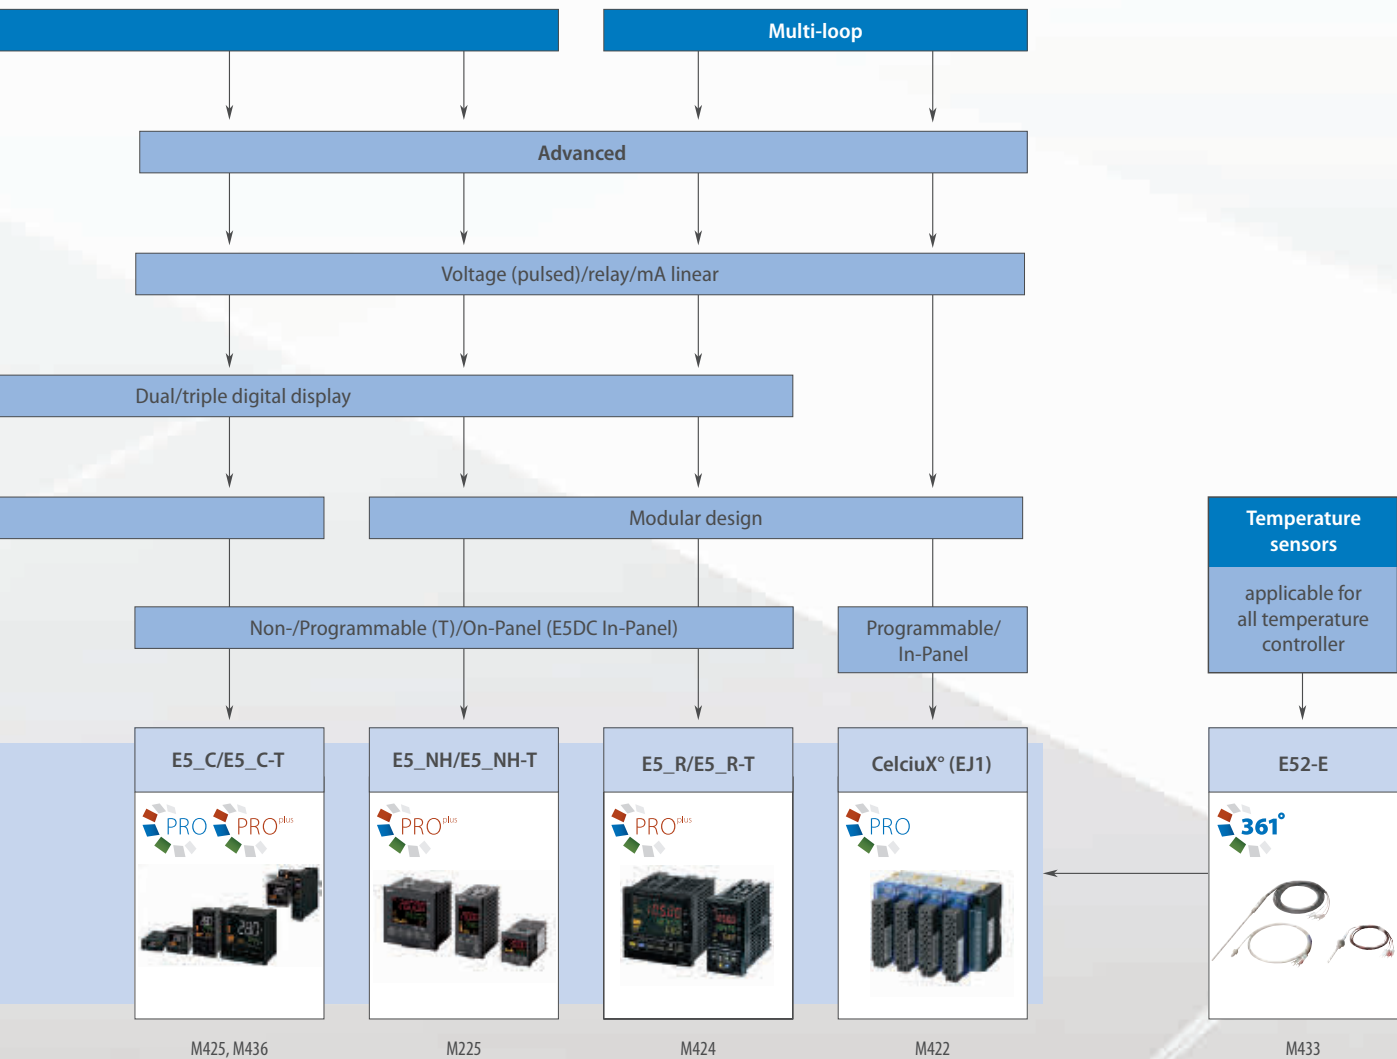 Multi-loop
Advanced
Voltage (pulsed)/relay/mA linear
Dual/triple digital display
Modular design
Temperature
sensors
applicable for
all temperature
controller
Non-/Programmable (T)/On-Panel (E5DC In-Panel)
Programmable/
In-Panel
E5_C/E5_C-T
E5_NH/E5_NH-T
E5_R/E5_R-T
CelciuX° (EJ1)
E52-E
PRO PROplus
PROplus
PROplus
PRO
361°
M425, M436
M225
M424
M422
M433